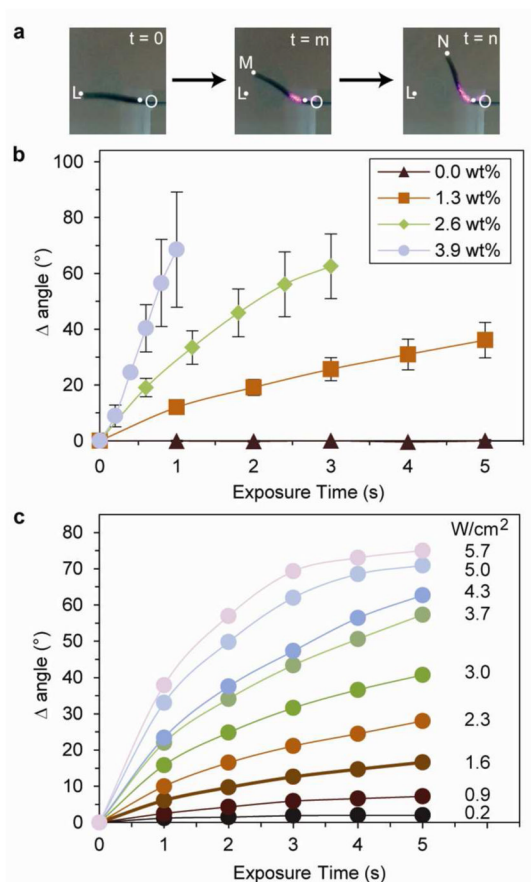 a
t = 0
t = m
t = n
L
O
M
L
O
N
L
O
b
100
80
60
40
20
0
Δ angle (°)
0.0 wt%
1.3 wt%
2.6 wt%
3.9 wt%
0 1 2 3 4 5
Exposure Time (s)
c
80
70
60
50
40
30
20
10
0
Δ angle (°)
W/cm²
5.7
5.0
4.3
3.7
3.0
2.3
1.6
0.9
0.2
0 1 2 3 4 5
Exposure Time (s)